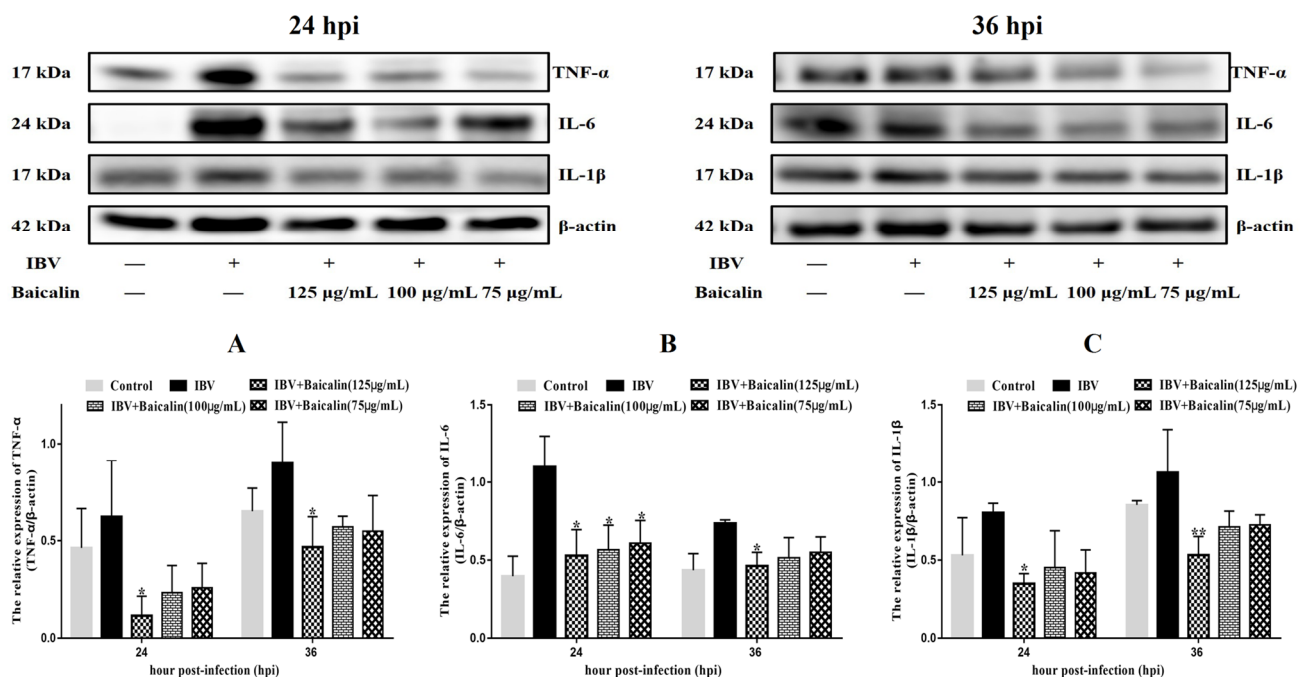 24 hpi
17 kDa TNF-α
24 kDa IL-6
17 kDa IL-1β
42 kDa β-actin
IBV — + + + +
Baicalin — — 125 μg/mL 100 μg/mL 75 μg/mL
36 hpi
17 kDa TNF-α
24 kDa IL-6
17 kDa IL-1β
42 kDa β-actin
IBV — + + + +
Baicalin — — 125 μg/mL 100 μg/mL 75 μg/mL
A
Control IBV IBV+Baicalin(125μg/mL)
IBV+Baicalin(100μg/mL) IBV+Baicalin(75μg/mL)
The relative expression of TNF-α
(TNF-α/β-actin)
1.0
0.5
0.0
* *
24 36
hour post-infection (hpi)
B
Control IBV IBV+Baicalin(125μg/mL)
IBV+Baicalin(100μg/mL) IBV+Baicalin(75μg/mL)
The relative expression of IL-6
(IL-6/β-actin)
1.5
1.0
0.5
0.0
* * * *
24 36
hour post-infection (hpi)
C
Control IBV IBV+Baicalin(125μg/mL)
IBV+Baicalin(100μg/mL) IBV+Baicalin(75μg/mL)
The relative expression of IL-1β
(IL-1β/β-actin)
1.5
1.0
0.5
0.0
* **
24 36
hour post-infection (hpi)